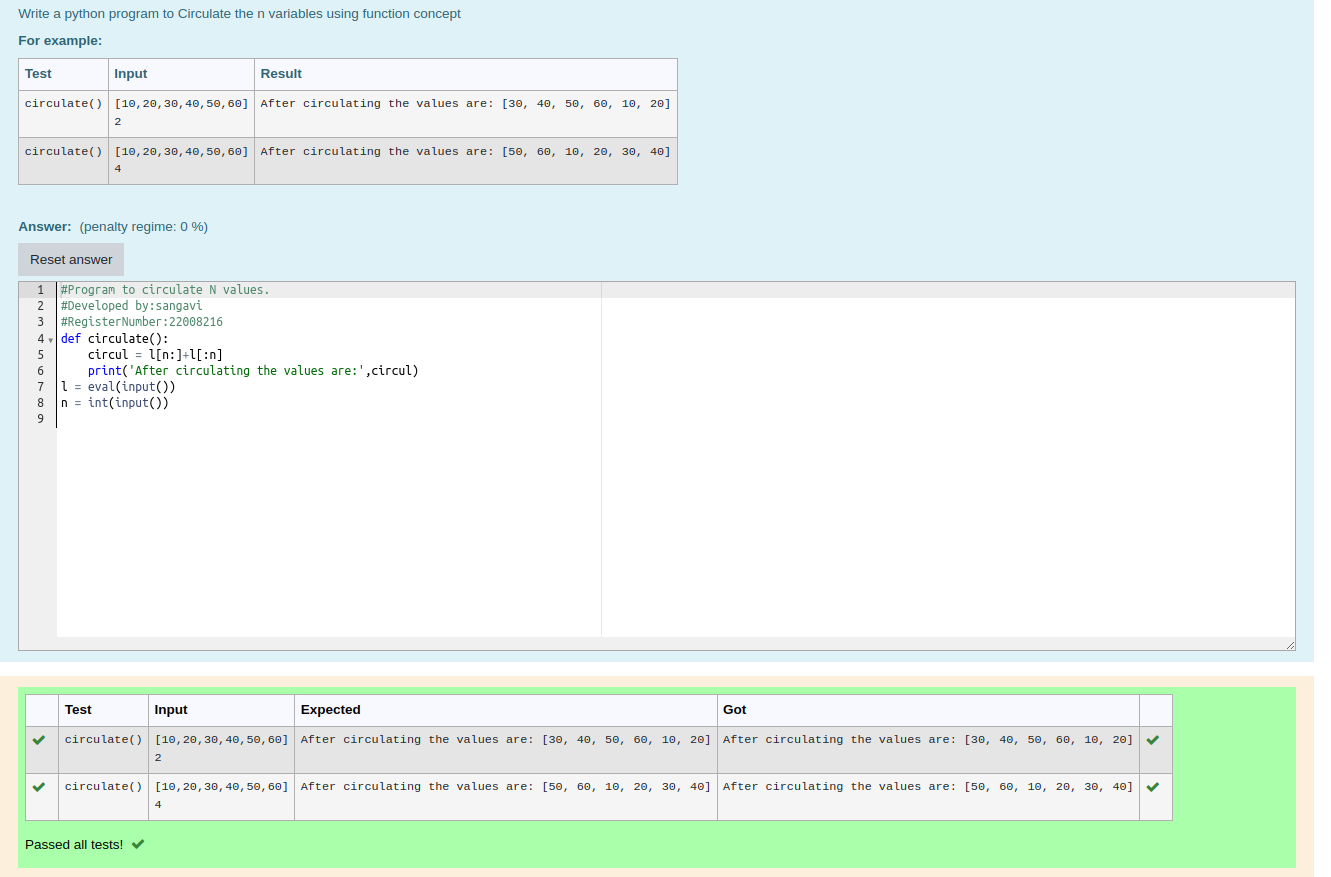 Write a python program to Circulate the n variables using function concept
For example:
Test Input Result
circulate() [10,20,30,40,50,60] After circulating the values are: [30, 40, 50, 60, 10, 20]
2
circulate() [10,20,30,40,50,60] After circulating the values are: [50, 60, 10, 20, 30, 40]
4
Answer: (penalty regime: 0 %)
Reset answer
1 #Program to circulate N values.
2 #Developed by:sangavi
3 #RegisterNumber:22008216
4 def circulate():
5     circul = l[n:]+l[:n]
6     print('After circulating the values are:',circul)
7 l = eval(input())
8 n = int(input())
9
Test Input Expected Got
circulate() [10,20,30,40,50,60] After circulating the values are: [30, 40, 50, 60, 10, 20] After circulating the values are: [30, 40, 50, 60, 10, 20]
2
circulate() [10,20,30,40,50,60] After circulating the values are: [50, 60, 10, 20, 30, 40] After circulating the values are: [50, 60, 10, 20, 30, 40]
4
Passed all tests!